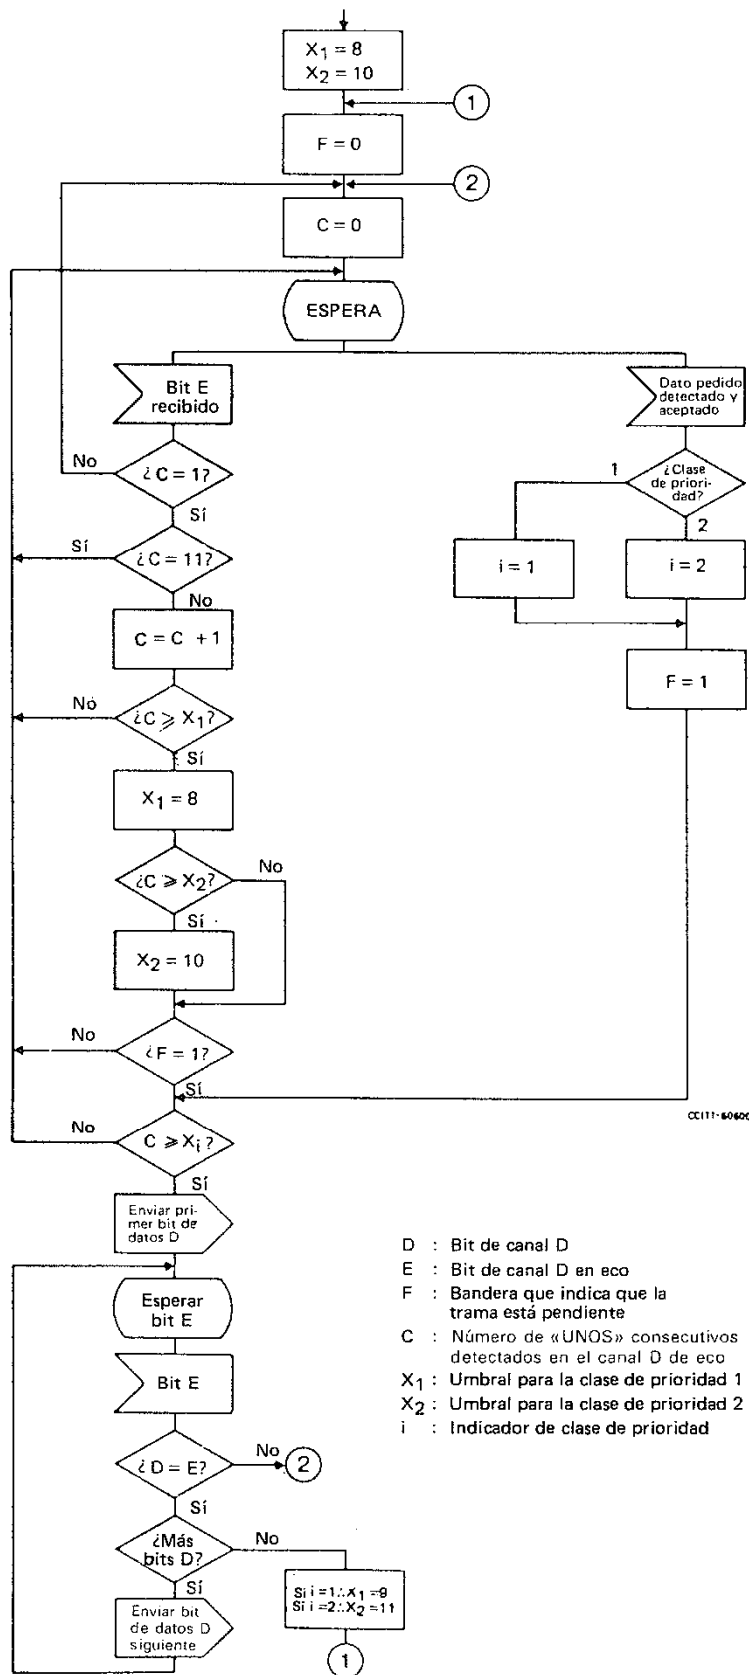 X1 = 8
X2 = 10
1
F = 0
2
C = 0
ESPERA
Bit E
recibido
Dato pedido
detectado y
aceptado
No
¿C = 1?
Sí
1
¿Clase
de priori-
dad?
2
Sí
¿C = 11?
No
i = 1
i = 2
C = C + 1
F = 1
No
¿C ⩾ X1?
Sí
X1 = 8
¿C ⩾ X2?
No
Sí
X2 = 10
No
¿F = 1?
Sí
No
C ⩾ Xi?
Sí
Enviar pri-
mer bit de
datos D
Esperar
bit E
Bit E
¿D = E?
No
2
Sí
¿Más
bits D?
No
Sí
Si i = 1∴X1 = 9
Si i = 2∴X2 = 11
1
Enviar bit
de datos D
siguiente
D : Bit de canal D
E : Bit de canal D en eco
F : Bandera que indica que la
trama está pendiente
C : Número de «UNOS» consecutivos
detectados en el canal D de eco
X1 : Umbral para la clase de prioridad 1
X2 : Umbral para la clase de prioridad 2
i : Indicador de clase de prioridad